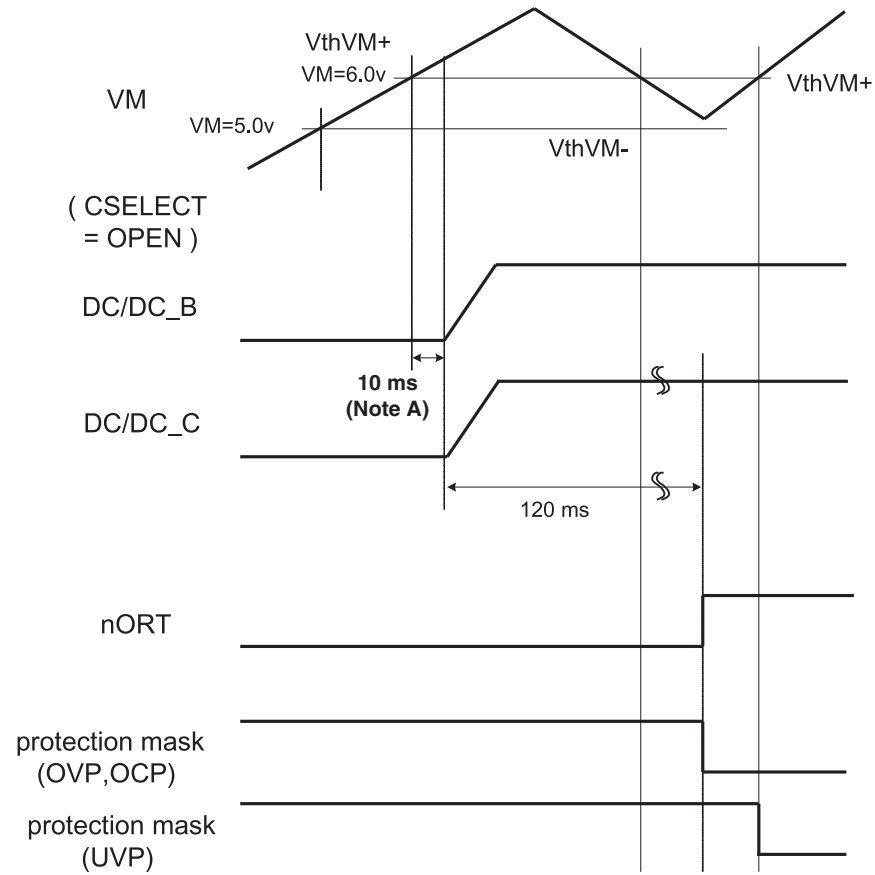 VthVM+
VM=6.0v
VthVM+
VM
VM=5.0v
VthVM-
( CSELECT
= OPEN )
DC/DC_B
10 ms
(Note A)
DC/DC_C
120 ms
nORT
protection mask
(OVP,OCP)
protection mask
(UVP)